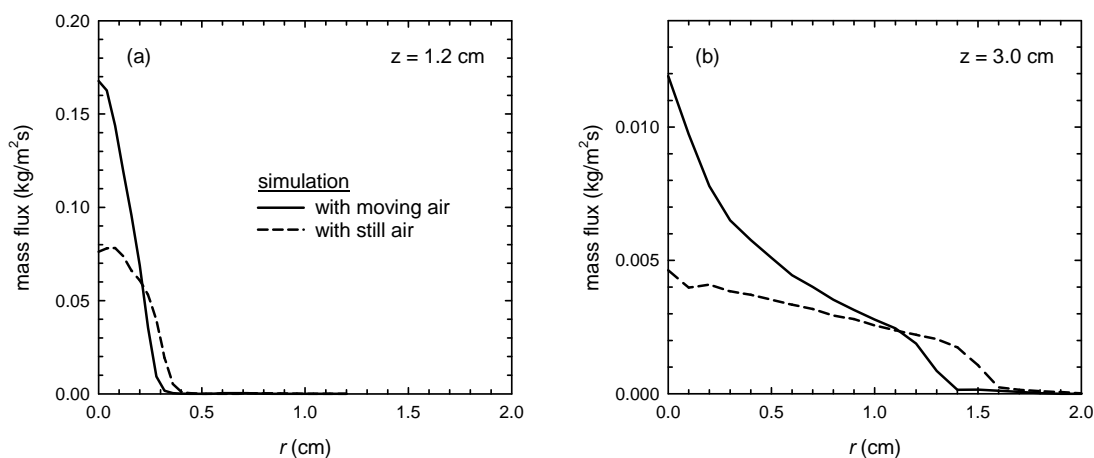 (a)
z = 1.2 cm
mass flux (kg/m²s)
0.20
0.15
0.10
0.05
0.00
simulation
with moving air
with still air
0.0 0.5 1.0 1.5 2.0
r (cm)
(b)
z = 3.0 cm
mass flux (kg/m²s)
0.010
0.005
0.000
0.0 0.5 1.0 1.5 2.0
r (cm)